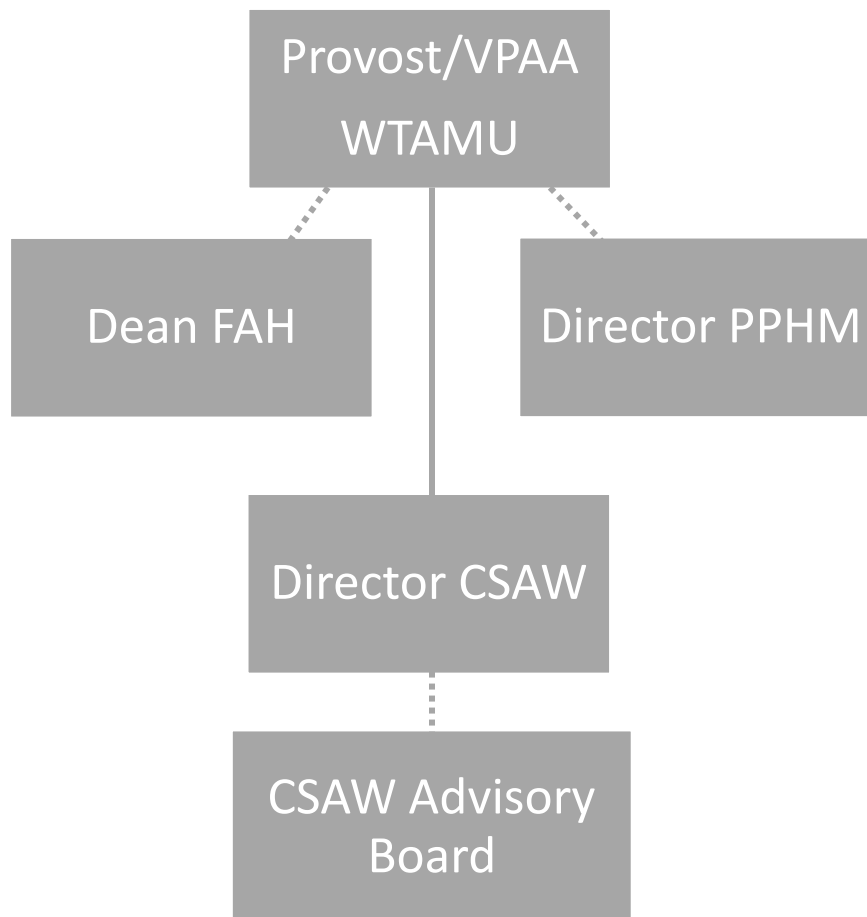 Provost/VPAA
WTAMU
Dean FAH
Director PPHM
Director CSAW
CSAW Advisory
Board